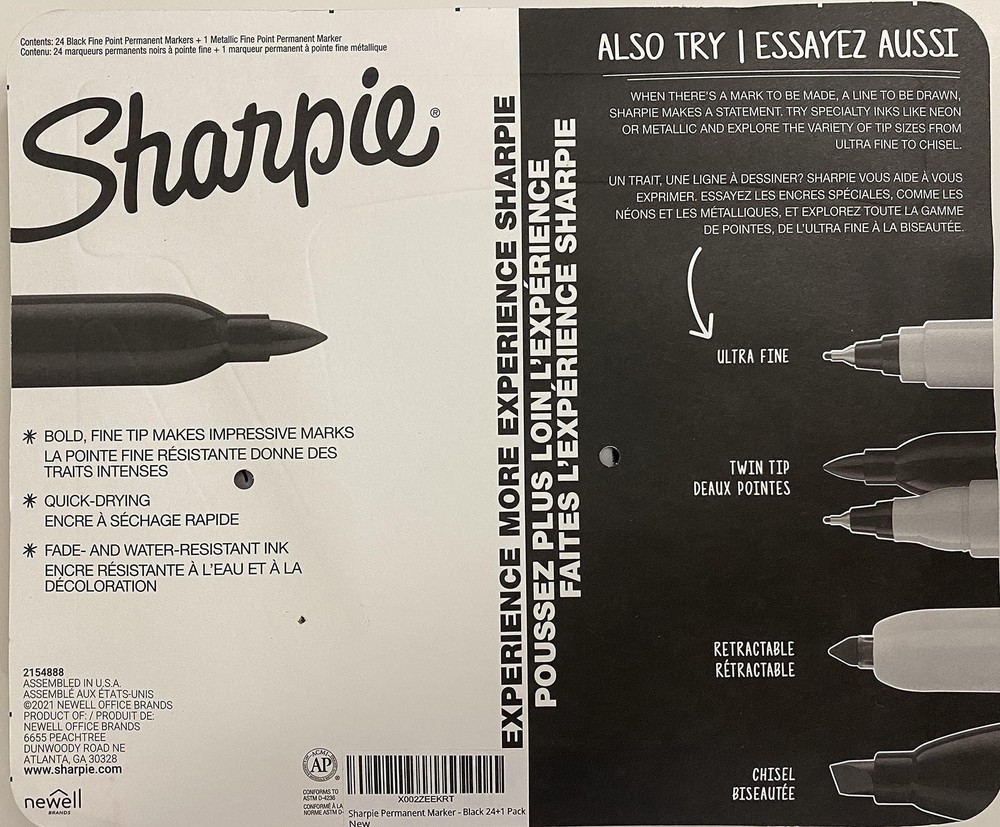 Contents: 24 Black Fine Point Permanent Markers + 1 Metallic Fine Point Permanent Marker
Contenu: 24 marqueurs permanents noirs à pointe fine + 1 marqueur permanent à pointe fine métallique
Sharpie®
BOLD, FINE TIP MAKES IMPRESSIVE MARKS
LA POINTE FINE RÉSISTANTE DONNE DES
TRAITS INTENSES
QUICK-DRYING
ENCRE À SÉCHAGE RAPIDE
FADE- AND WATER-RESISTANT INK
ENCRE RÉSISTANTE À L'EAU ET À LA
DÉCOLORATION
2154888
ASSEMBLED IN U.S.A.
ASSEMBLÉ AUX ÉTATS-UNIS
©2021 NEWELL OFFICE BRANDS
PRODUCT OF: / PRODUIT DE:
NEWELL OFFICE BRANDS
6655 PEACHTREE
DUNWOODY ROAD NE
ATLANTA, GA 30328
www.sharpie.com
newell
BRANDS
ACMI
AP
CONFORMS TO
ASTM D-4236
CONFORMÉ À LA
NORME ASTM D-
X002ZEEKRT
Sharpie Permanent Marker - Black 24+1 Pack
New
EXPERIENCE MORE EXPERIENCE SHARPIE
POUSSEZ PLUS LOIN L'EXPÉRIENCE
FAITES L'EXPÉRIENCE SHARPIE
ALSO TRY | ESSAYEZ AUSSI
WHEN THERE'S A MARK TO BE MADE, A LINE TO BE DRAWN,
SHARPIE MAKES A STATEMENT. TRY SPECIALTY INKS LIKE NEON
OR METALLIC AND EXPLORE THE VARIETY OF TIP SIZES FROM
ULTRA FINE TO CHISEL.
UN TRAIT, UNE LIGNE À DESSINER? SHARPIE VOUS AIDE À VOUS
EXPRIMER. ESSAYEZ LES ENCRES SPÉCIALES, COMME LES
NÉONS ET LES MÉTALLIQUES, ET EXPLOREZ TOUTE LA GAMME
DE POINTES, DE L'ULTRA FINE À LA BISEAUTÉE.
ULTRA FINE
TWIN TIP
DEAUX POINTES
RETRACTABLE
RÉTRACTABLE
CHISEL
BISEAUTÉE